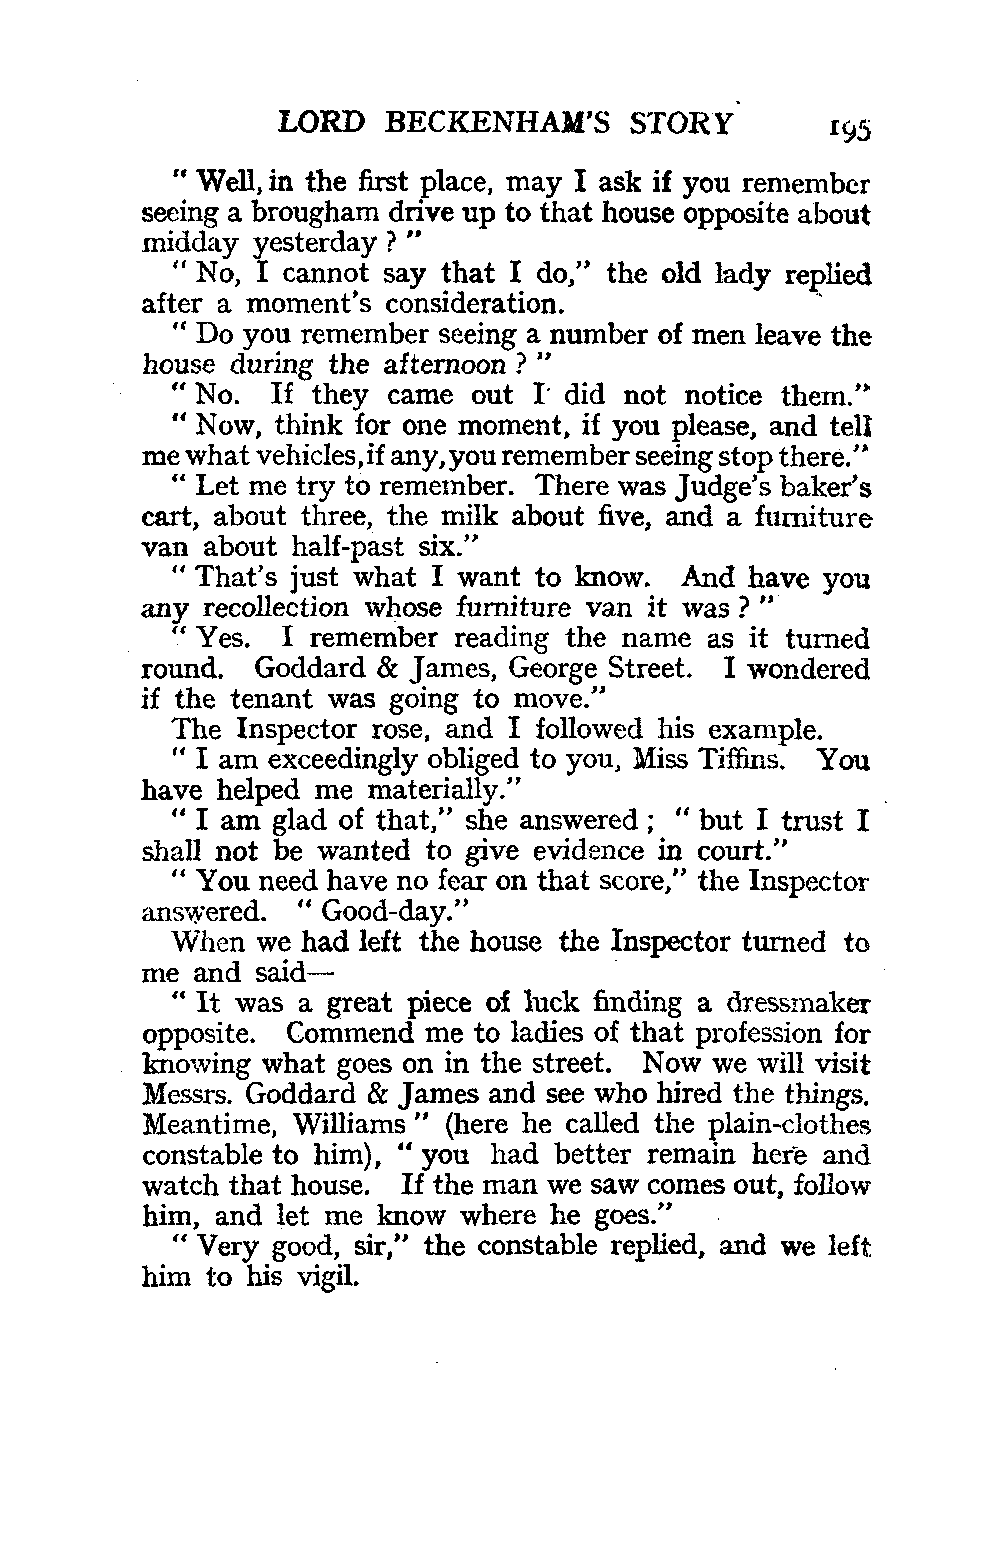 LORD BECKENHAM'S STORY 195
" Well, in the first place, may I ask if you remember
seeing a brougham drive up to that house opposite about
midday yesterday ? "
" No, I cannot say that I do," the old lady replied
after a moment's consideration.
" Do you remember seeing a number of men leave the
house during the afternoon ? "
" No. If they came out I did not notice them."
" Now, think for one moment, if you please, and tell
me what vehicles, if any, you remember seeing stop there."
" Let me try to remember. There was Judge's baker's
cart, about three, the milk about five, and a furniture
van about half-past six."
" That's just what I want to know. And have you
any recollection whose furniture van it was ? "
" Yes. I remember reading the name as it turned
round. Goddard & James, George Street. I wondered
if the tenant was going to move."
The Inspector rose, and I followed his example.
" I am exceedingly obliged to you, Miss Tiffins. You
have helped me materially."
" I am glad of that," she answered ; " but I trust I
shall not be wanted to give evidence in court."
" You need have no fear on that score," the Inspector
answered. " Good-day."
When we had left the house the Inspector turned to
me and said—
" It was a great piece of luck finding a dressmaker
opposite. Commend me to ladies of that profession for
knowing what goes on in the street. Now we will visit
Messrs. Goddard & James and see who hired the things.
Meantime, Williams " (here he called the plain-clothes
constable to him), " you had better remain here and
watch that house. If the man we saw comes out, follow
him, and let me know where he goes."
" Very good, sir," the constable replied, and we left
him to his vigil.